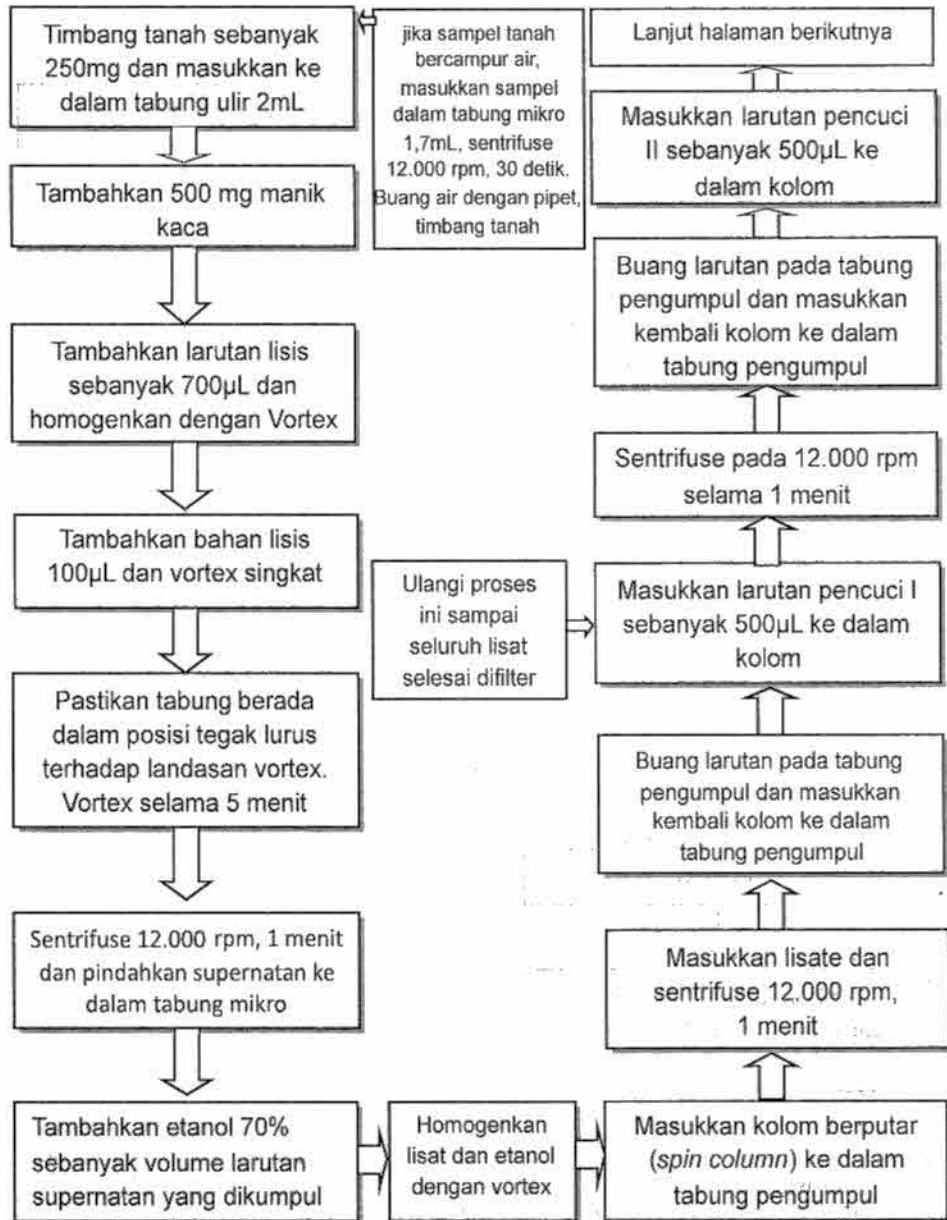 Timbang tanah sebanyak
250mg dan masukkan ke
dalam tabung ulir 2mL
jika sampel tanah
bercampur air,
masukkan sampel
dalam tabung mikro
1,7mL, sentrifuse
12.000 rpm, 30 detik.
Buang air dengan pipet,
timbang tanah
Tambahkan 500 mg manik
kaca
Tambahkan larutan lisis
sebanyak 700µL dan
homogenkan dengan Vortex
Tambahkan bahan lisis
100µL dan vortex singkat
Pastikan tabung berada
dalam posisi tegak lurus
terhadap landasan vortex.
Vortex selama 5 menit
Sentrifuse 12.000 rpm, 1 menit
dan pindahkan supernatan ke
dalam tabung mikro
Tambahkan etanol 70%
sebanyak volume larutan
supernatan yang dikumpul
Homogenkan
lisat dan etanol
dengan vortex
Masukkan kolom berputar
(spin column) ke dalam
tabung pengumpul
Masukkan lisate dan
sentrifuse 12.000 rpm,
1 menit
Buang larutan pada tabung
pengumpul dan masukkan
kembali kolom ke dalam
tabung pengumpul
Ulangi proses
ini sampai
seluruh lisat
selesai difilter
Masukkan larutan pencuci I
sebanyak 500µL ke dalam
kolom
Sentrifuse pada 12.000 rpm
selama 1 menit
Buang larutan pada tabung
pengumpul dan masukkan
kembali kolom ke dalam
tabung pengumpul
Masukkan larutan pencuci
II sebanyak 500µL ke
dalam kolom
Lanjut halaman berikutnya